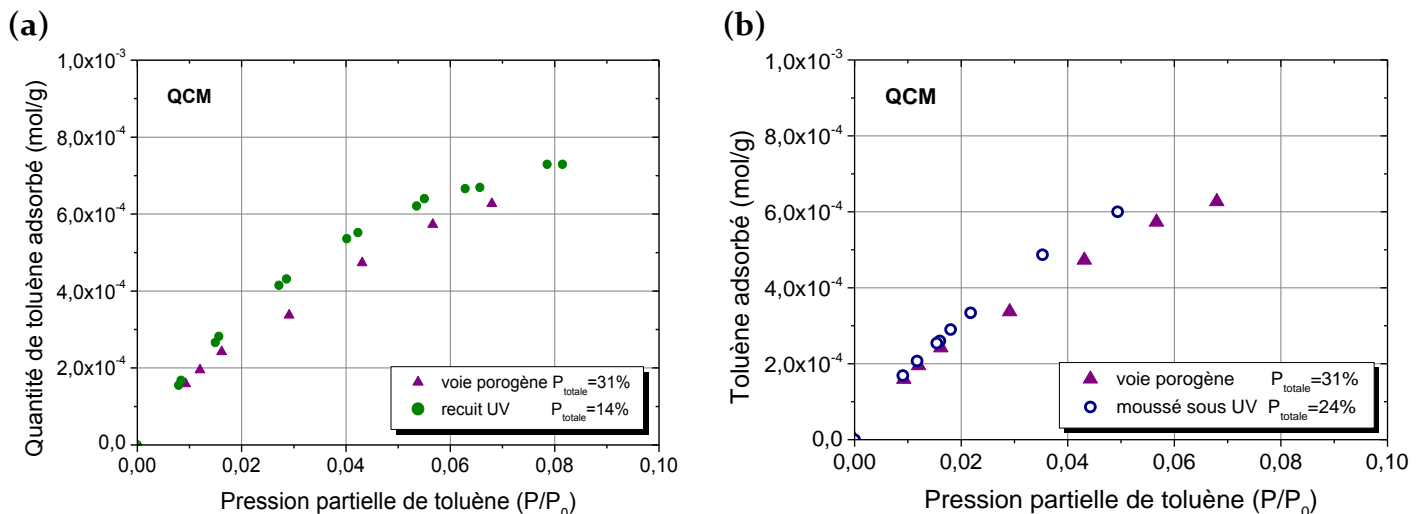 (a)
1,0x10⁻³
8,0x10⁻⁴
6,0x10⁻⁴
4,0x10⁻⁴
2,0x10⁻⁴
0,0
Quantité de toluène adsorbé (mol/g)
QCM
voie porogène P_totale=31%
recuit UV P_totale=14%
0,00 0,02 0,04 0,06 0,08 0,10
Pression partielle de toluène (P/P₀)
(b)
1,0x10⁻³
8,0x10⁻⁴
6,0x10⁻⁴
4,0x10⁻⁴
2,0x10⁻⁴
0,0
Toluène adsorbé (mol/g)
QCM
voie porogène P_totale=31%
moussé sous UV P_totale=24%
0,00 0,02 0,04 0,06 0,08 0,10
Pression partielle de toluène (P/P₀)